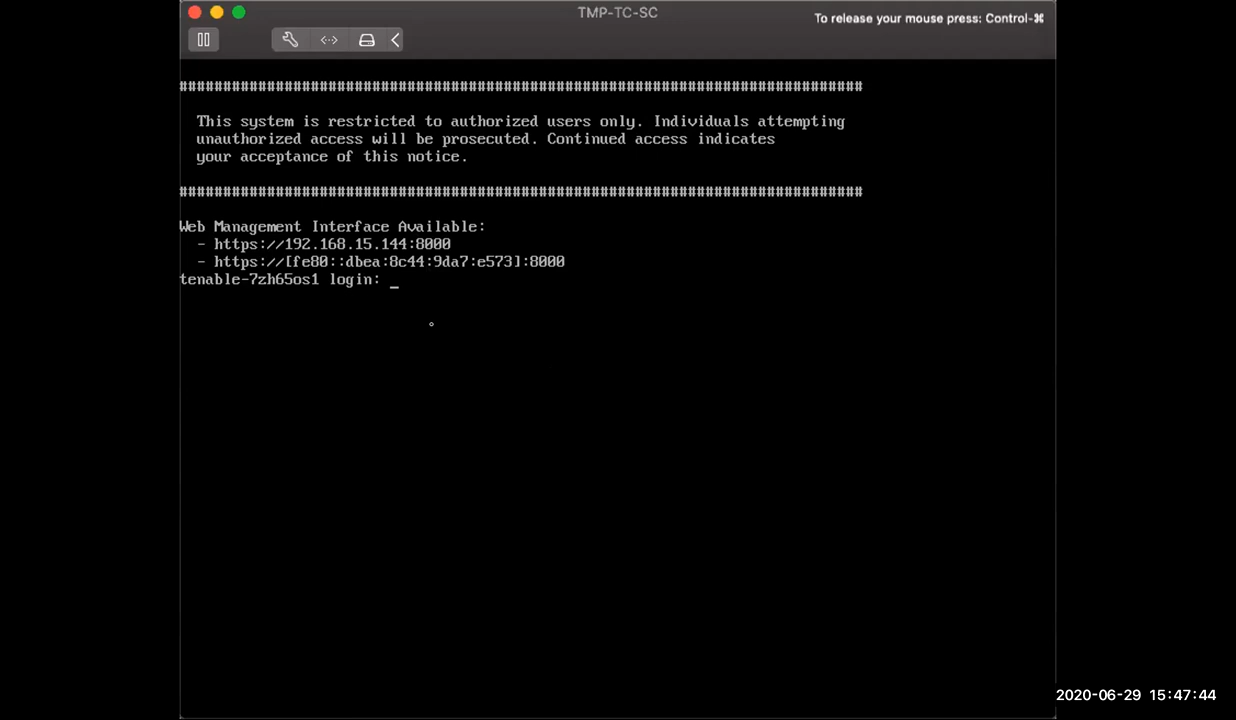 TMP-TC-SC
To release your mouse press: Control-⌘
##############################################################################
This system is restricted to authorized users only. Individuals attempting
unauthorized access will be prosecuted. Continued access indicates
your acceptance of this notice.
##############################################################################
Web Management Interface Available:
- https://192.168.15.144:8000
- https://[fe80::dbea:8c44:9da7:e573]:8000
tenable-7zh65os1 login: _
2020-06-29 15:47:44